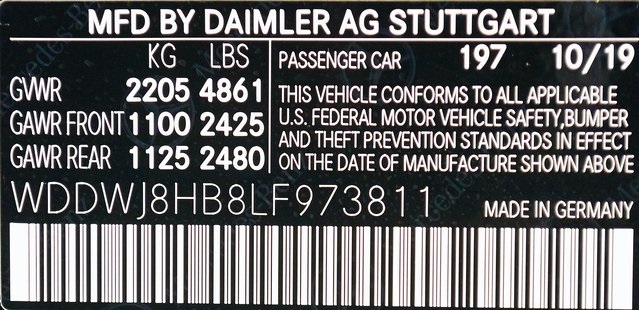 MFD BY DAIMLER AG STUTTGART
KG LBS
GVWR 2205 4861
GAWR FRONT 1100 2425
GAWR REAR 1125 2480
PASSENGER CAR 197 10/19
THIS VEHICLE CONFORMS TO ALL APPLICABLE
U.S. FEDERAL MOTOR VEHICLE SAFETY,BUMPER
AND THEFT PREVENTION STANDARDS IN EFFECT
ON THE DATE OF MANUFACTURE SHOWN ABOVE
WDDWJ8HB8LF973811
MADE IN GERMANY